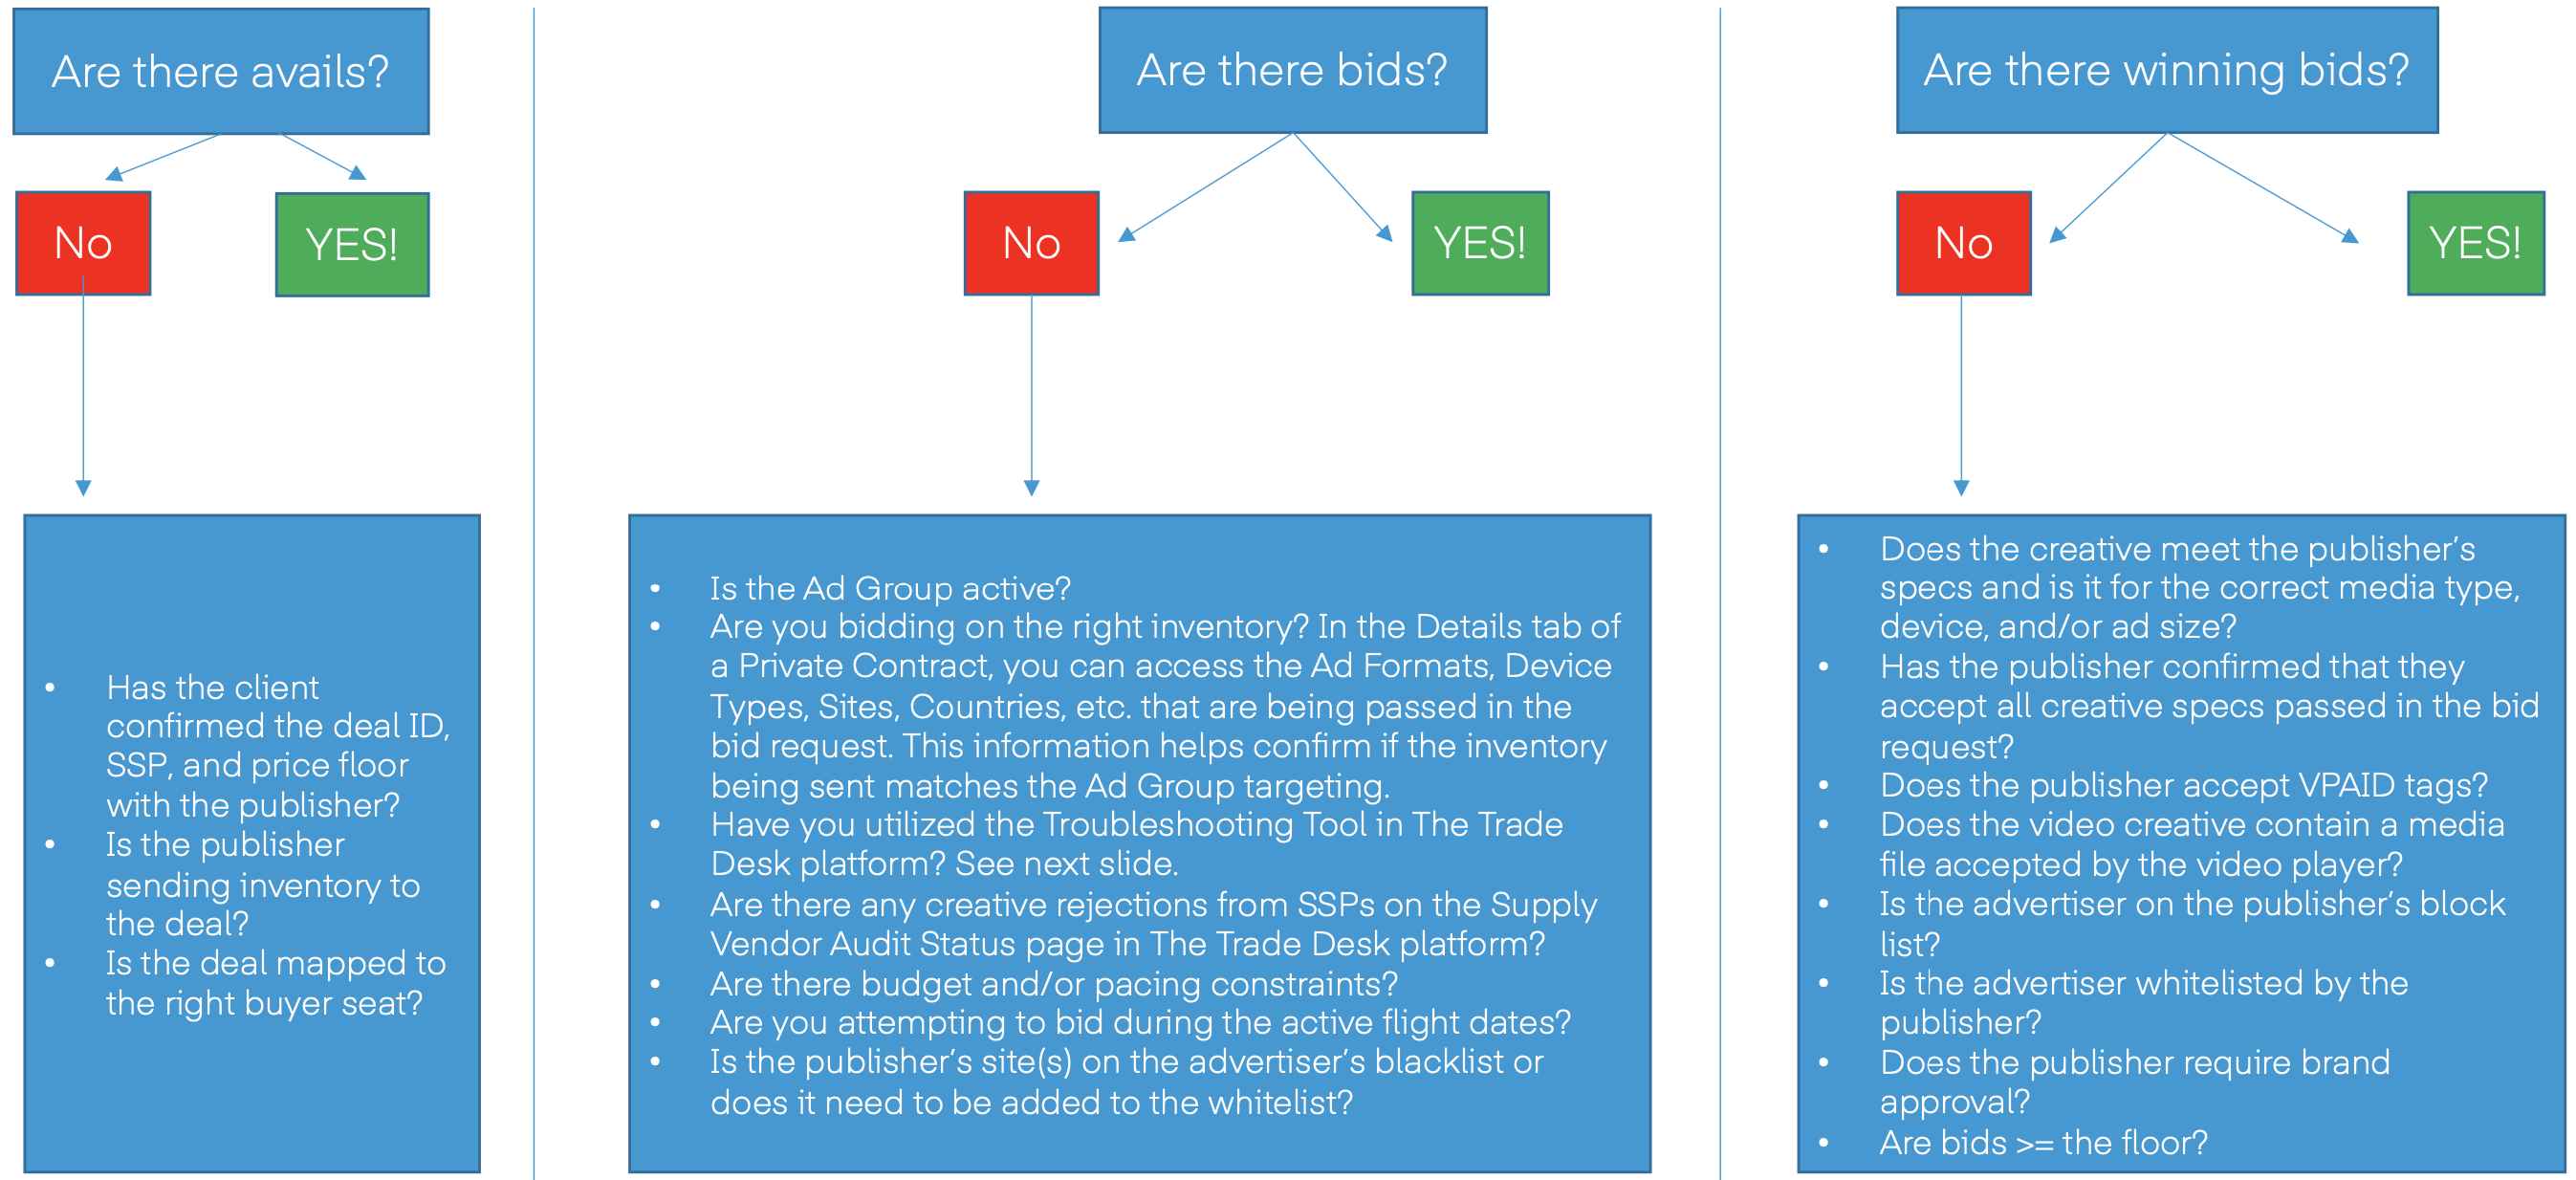 Are there avails?
No
YES!
• Has the client
confirmed the deal ID,
SSP, and price floor
with the publisher?
• Is the publisher
sending inventory to
the deal?
• Is the deal mapped to
the right buyer seat?
Are there bids?
No
YES!
• Is the Ad Group active?
• Are you bidding on the right inventory? In the Details tab of
a Private Contract, you can access the Ad Formats, Device
Types, Sites, Countries, etc. that are being passed in the
bid request. This information helps confirm if the inventory
being sent matches the Ad Group targeting.
• Have you utilized the Troubleshooting Tool in The Trade
Desk platform? See next slide.
• Are there any creative rejections from SSPs on the Supply
Vendor Audit Status page in The Trade Desk platform?
• Are there budget and/or pacing constraints?
• Are you attempting to bid during the active flight dates?
• Is the publisher’s site(s) on the advertiser’s blacklist or
does it need to be added to the whitelist?
Are there winning bids?
No
YES!
• Does the creative meet the publisher’s
specs and is it for the correct media type,
device, and/or ad size?
• Has the publisher confirmed that they
accept all creative specs passed in the bid
request?
• Does the publisher accept VPAID tags?
• Does the video creative contain a media
file accepted by the video player?
• Is the advertiser on the publisher’s block
list?
• Is the advertiser whitelisted by the
publisher?
• Does the publisher require brand
approval?
• Are bids >= the floor?